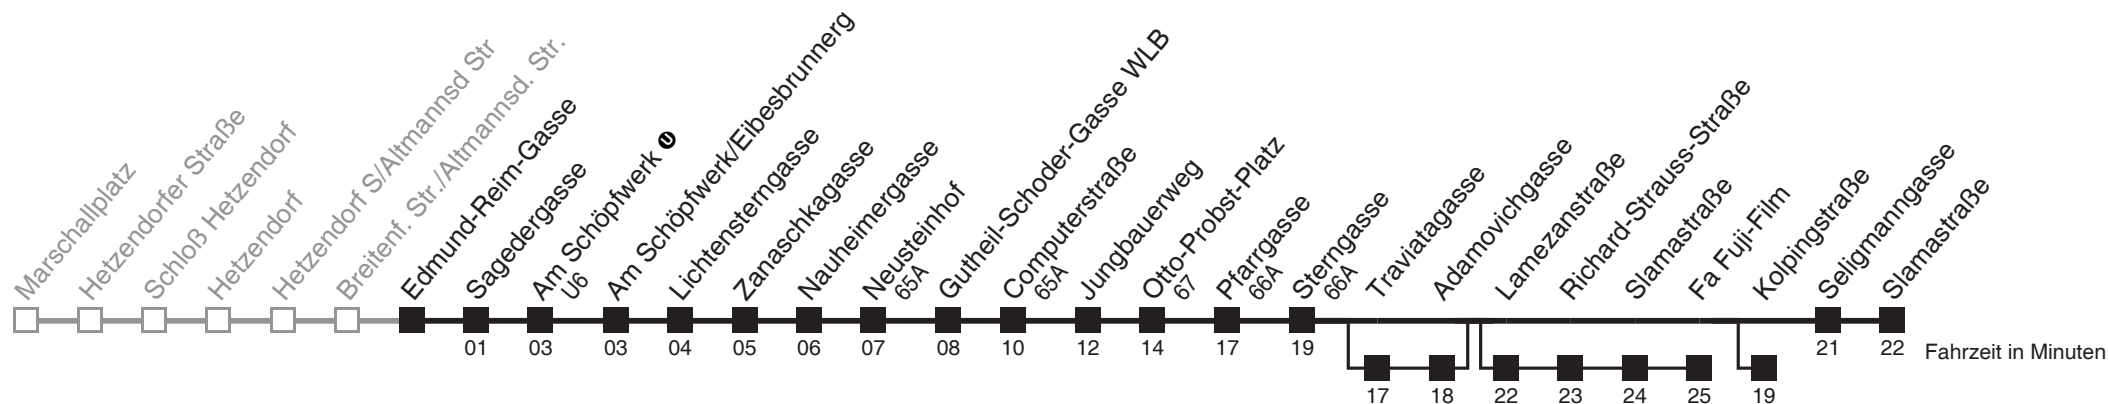 Marschallplatz
Hetzendorfer Straße
Schloß Hetzendorf
Hetzendorf
Hetzendorf S/Altmannsd Str
Breitenf. Str./Altmannsd. Str.
Edmund-Reim-Gasse
Sagedergasse
Am Schöpfwerk U
U6
Am Schöpfwerk/Eibesbrunnerg
Lichtensterngasse
Zanaschkagasse
Nauheimergasse
Neusteinhof
65A
Gutheil-Schoder-Gasse WLB
Computerstraße
65A
Jungbauerweg
Otto-Probst-Platz
67
Pfarrgasse
66A
Sterngasse
66A
Traviatagasse
Adamovichgasse
Lamezanstraße
Richard-Strauss-Straße
Slamastraße
Fa Fuji-Film
Kolpingstraße
Seligmanngasse
Slamastraße
01 03 03 04 05 06 07 08 10 12 14 17 19 21 22 Fahrzeit in Minuten
17 18 22 23 24 25 19